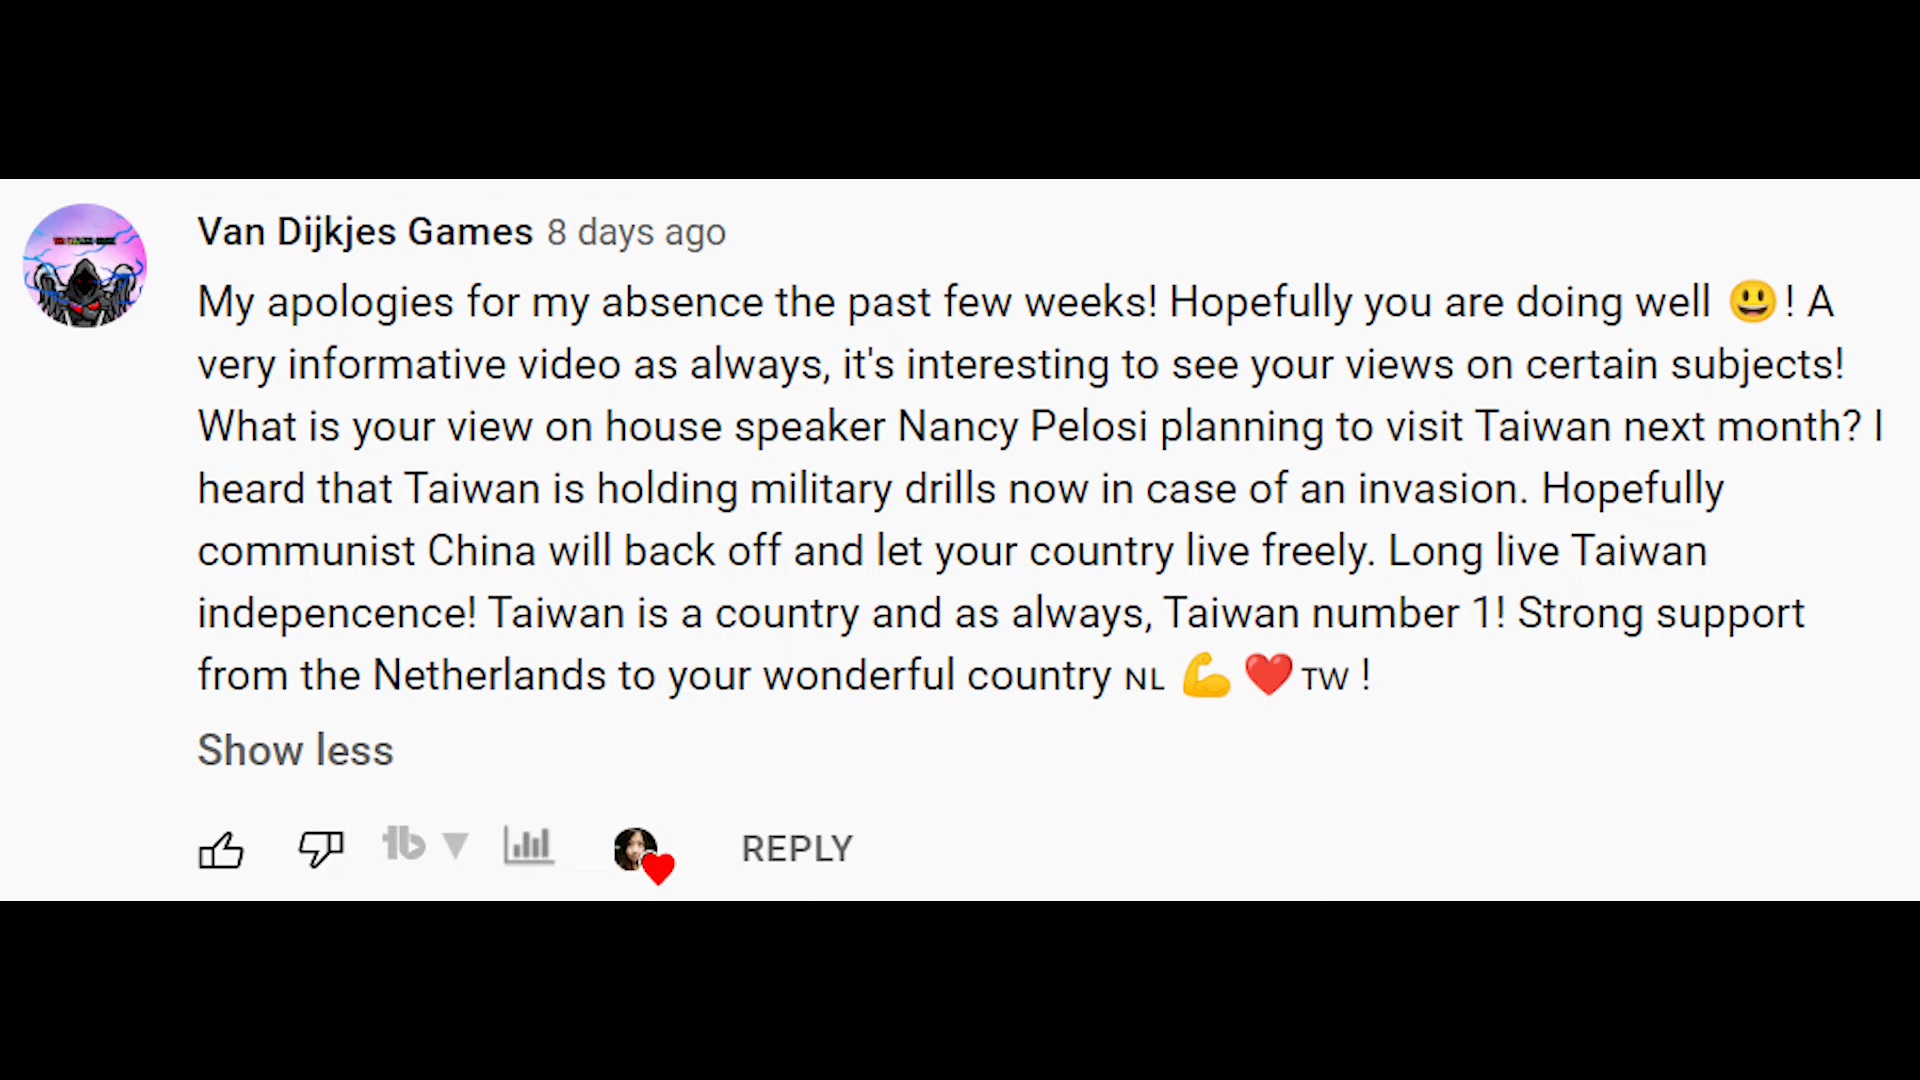 Van Dijkjes Games 8 days ago
My apologies for my absence the past few weeks! Hopefully you are doing well 😃! A
very informative video as always, it's interesting to see your views on certain subjects!
What is your view on house speaker Nancy Pelosi planning to visit Taiwan next month? I
heard that Taiwan is holding military drills now in case of an invasion. Hopefully
communist China will back off and let your country live freely. Long live Taiwan
indepencence! Taiwan is a country and as always, Taiwan number 1! Strong support
from the Netherlands to your wonderful country NL 💪 ❤️ TW !
Show less
REPLY